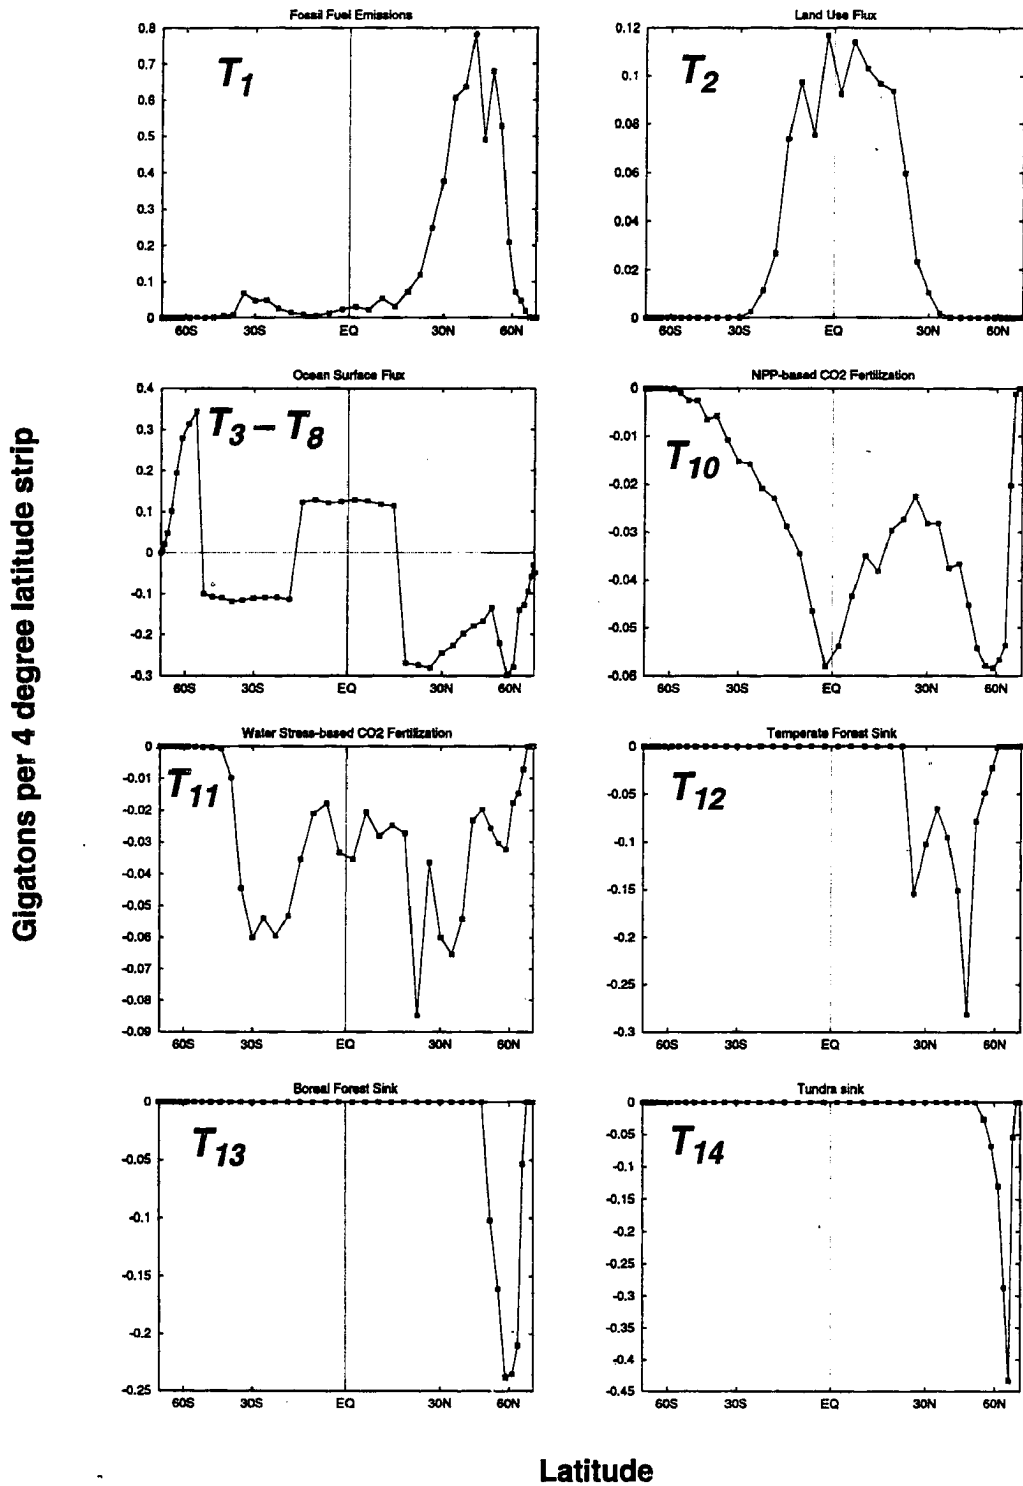 Gigatons per 4 degree latitude strip
Fossil Fuel Emissions
T1
0.8
0.7
0.6
0.5
0.4
0.3
0.2
0.1
0
60S 30S EQ 30N 60N
Land Use Flux
T2
0.12
0.1
0.08
0.06
0.04
0.02
0
60S 30S EQ 30N 60N
Ocean Surface Flux
T3 – T8
0.4
0.3
0.2
0.1
0
-0.1
-0.2
-0.3
60S 30S EQ 30N 60N
NPP-based CO2 Fertilization
T10
0
-0.01
-0.02
-0.03
-0.04
-0.05
-0.06
60S 30S EQ 30N 60N
Water Stress-based CO2 Fertilization
T11
0
-0.01
-0.02
-0.03
-0.04
-0.05
-0.06
-0.07
-0.08
-0.09
60S 30S EQ 30N 60N
Temperate Forest Sink
T12
0
-0.05
-0.1
-0.15
-0.2
-0.25
-0.3
60S 30S EQ 30N 60N
Boreal Forest Sink
T13
0
-0.05
-0.1
-0.15
-0.2
-0.25
60S 30S EQ 30N 60N
Tundra sink
T14
0
-0.05
-0.1
-0.15
-0.2
-0.25
-0.3
-0.35
-0.4
-0.45
60S 30S EQ 30N 60N
Latitude